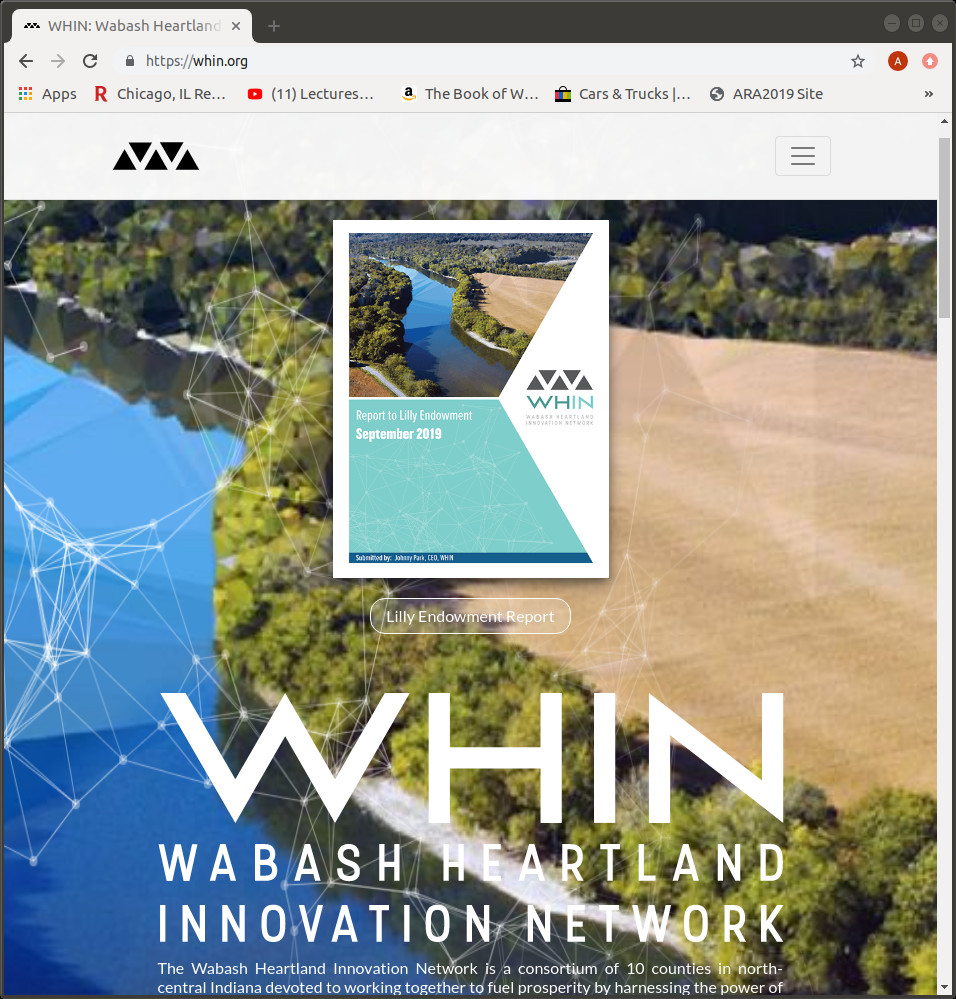 WHIN: Wabash Heartland
https://whin.org
A
Apps
Chicago, IL Re…
(11) Lectures…
The Book of W…
Cars & Trucks |…
ARA2019 Site
»
WHIN
WABASH HEARTLAND
INNOVATION NETWORK
Report to Lilly Endowment
September 2019
Submitted by: Johnny Park, CEO, WHIN
Lilly Endowment Report
WHIN
WABASH HEARTLAND
INNOVATION NETWORK
The Wabash Heartland Innovation Network is a consortium of 10 counties in north-
central Indiana devoted to working together to fuel prosperity by harnessing the power of